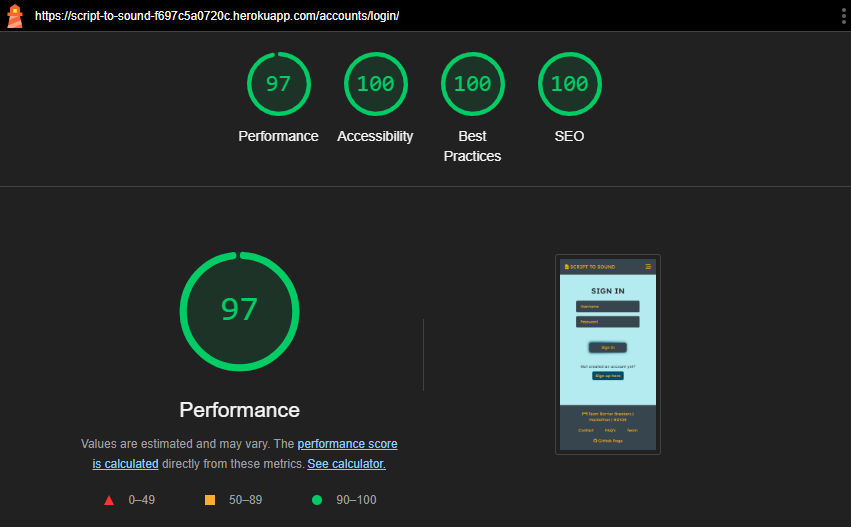 https://script-to-sound-f697c5a0720c.herokuapp.com/accounts/login/
97
100
100
100
Performance
Accessibility
Best
Practices
SEO
97
Performance
Values are estimated and may vary. The performance score
is calculated directly from these metrics. See calculator.
0–49
50–89
90–100
SCRIPT TO SOUND
SIGN IN
Username
Password
Sign In
Not created an account yet?
Sign up here
Contact
FAQ's
Team
GitHub Page